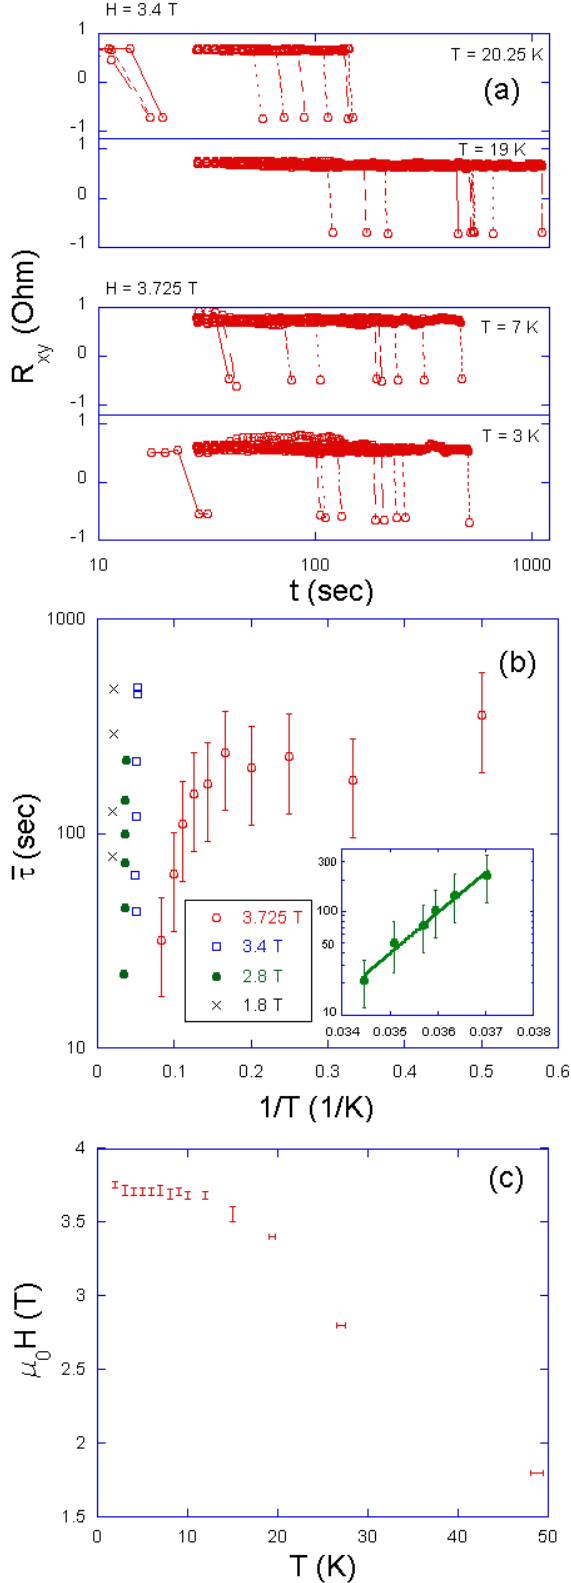 H = 3.4 T
1
T = 20.25 K
0
(a)
-1
1
T = 19 K
0
-1
R_xy (Ohm)
H = 3.725 T
1
T = 7 K
0
-1
1
T = 3 K
0
-1
10 100 1000
t (sec)
1000
(b)
τ̄ (sec)
100
300
100
50
10
0.034 0.035 0.036 0.037 0.038
3.725 T
3.4 T
2.8 T
1.8 T
10
0 0.1 0.2 0.3 0.4 0.5 0.6
1/T (1/K)
4
(c)
3.5
μ₀H (T)
3
2.5
2
1.5
0 10 20 30 40 50
T (K)